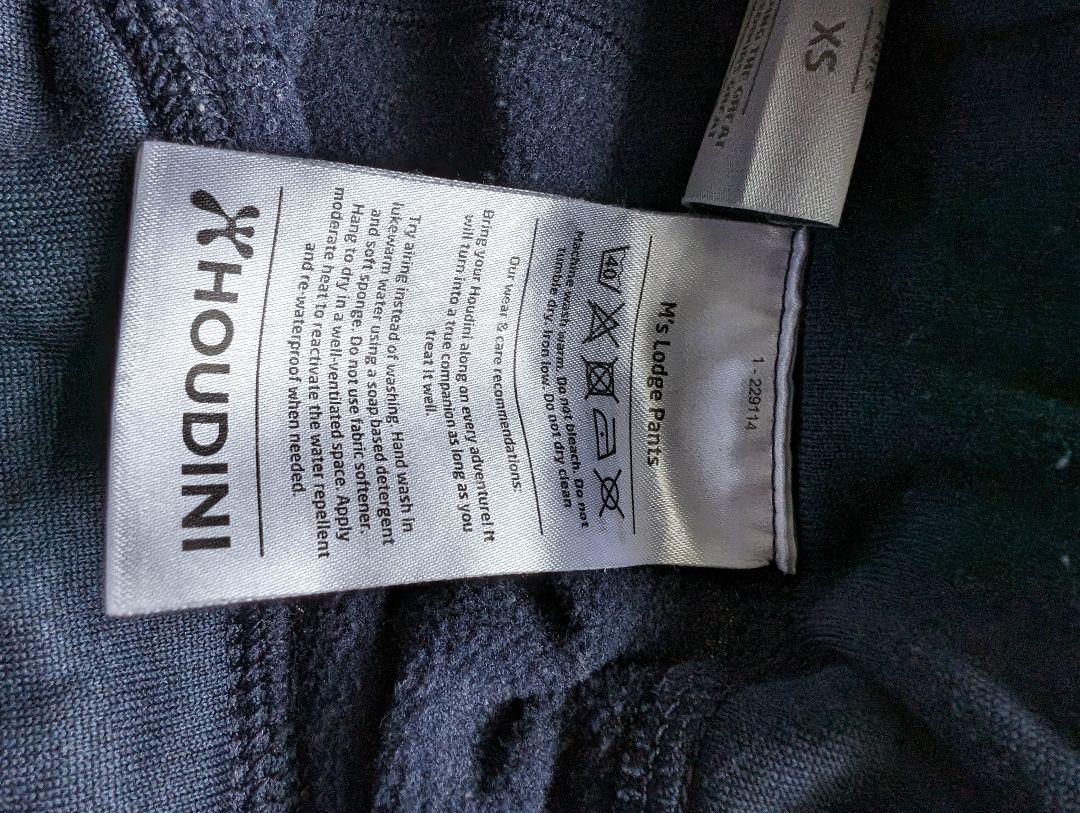 XS
1 - 229114
M's Lodge Pants
40
Machine wash warm. Do not bleach. Do not
tumble dry. Iron low. Do not dry clean
Our wear & care recommendations:
Bring your Houdini along on every adventure! It
will turn into a true companion as long as you
treat it well.
Try airing instead of washing. Hand wash in
lukewarm water using a soap based detergent
and soft sponge. Do not use fabric softener.
Hang to dry in a well-ventilated space. Apply
moderate heat to reactivate the water repellent
and re-waterproof when needed.
HOUDINI